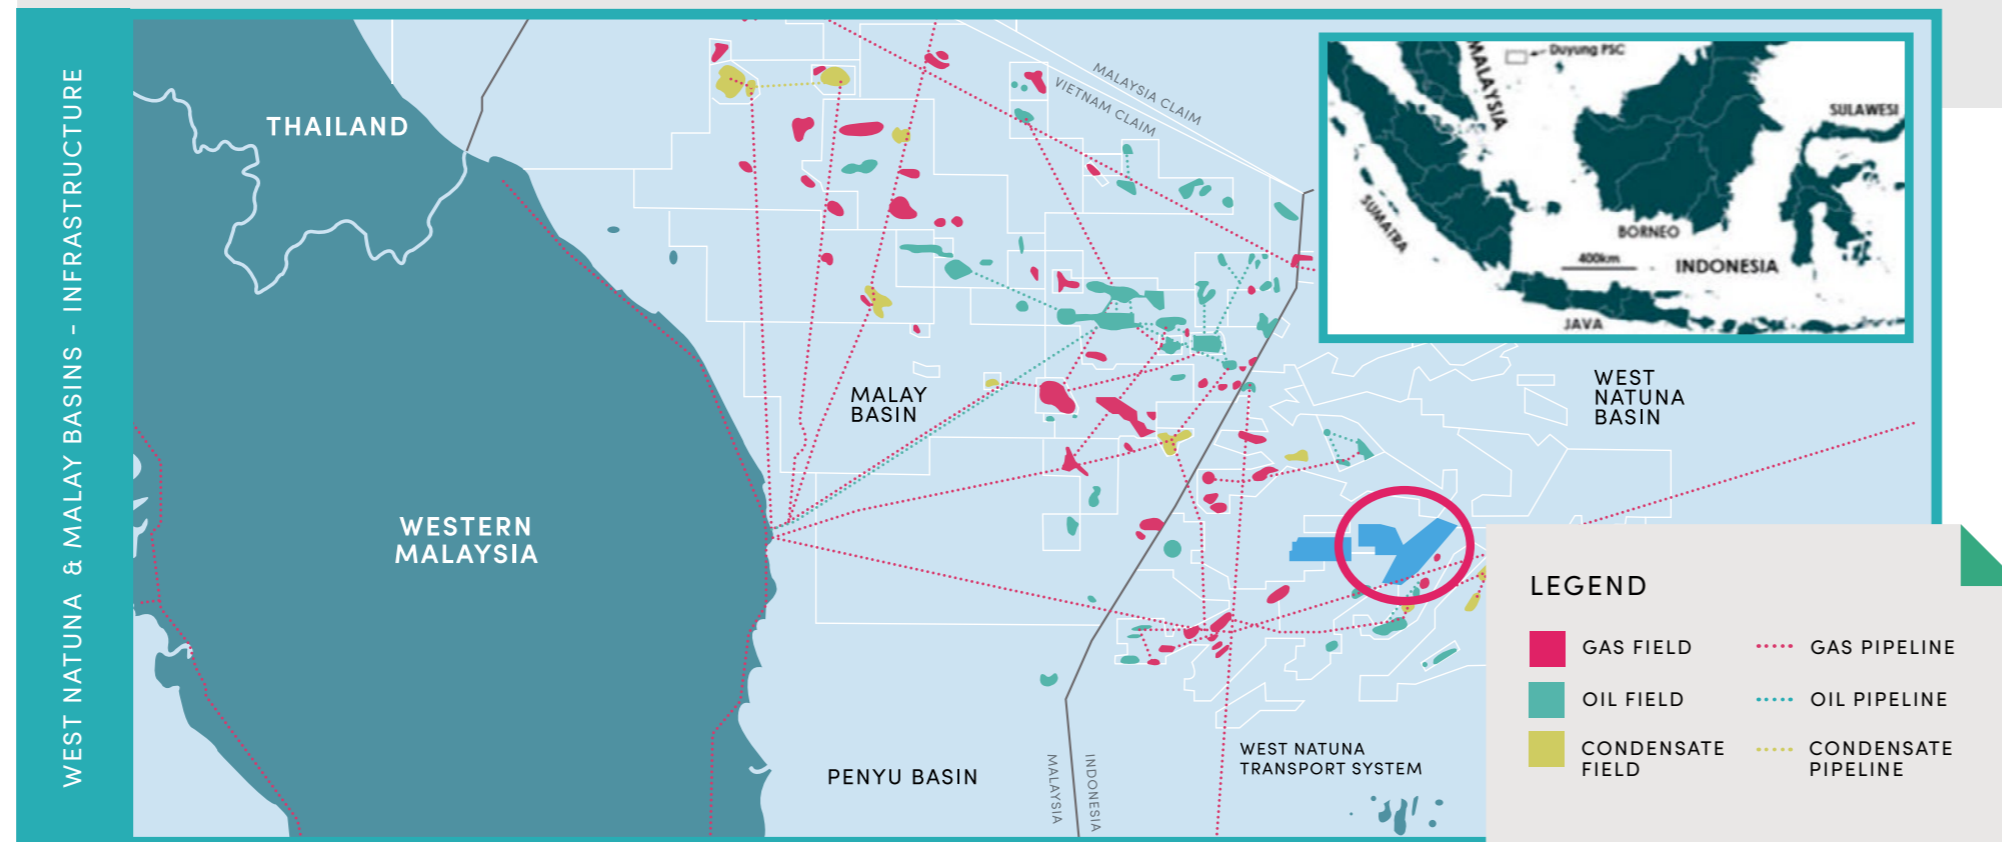 WEST NATUNA & MALAY BASINS - INFRASTRUCTURE
THAILAND
MALAYSIA CLAIM
VIETNAM CLAIM
WESTERN
MALAYSIA
MALAY
BASIN
WEST
NATUNA
BASIN
PENYU BASIN
MALAYSIA
INDONESIA
WEST NATUNA
TRANSPORT SYSTEM
MALAYSIA
Duyung PSC
SULAWESI
SUMATRA
BORNEO
400km
INDONESIA
JAVA
LEGEND
GAS FIELD
GAS PIPELINE
OIL FIELD
OIL PIPELINE
CONDENSATE
FIELD
CONDENSATE
PIPELINE